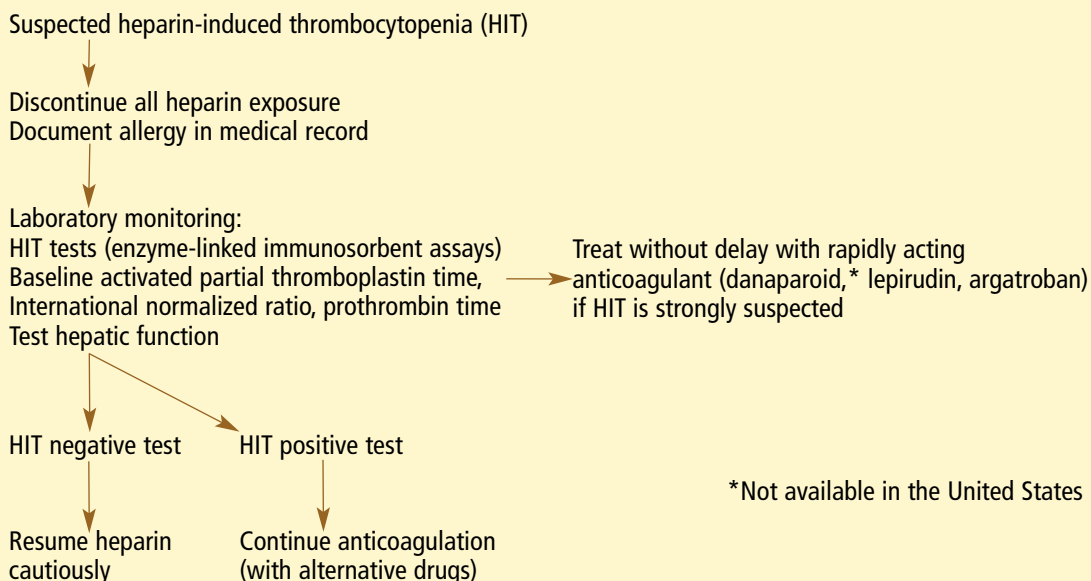 Suspected heparin-induced thrombocytopenia (HIT)
Discontinue all heparin exposure
Document allergy in medical record
Laboratory monitoring:
HIT tests (enzyme-linked immunosorbent assays)
Baseline activated partial thromboplastin time,
International normalized ratio, prothrombin time
Test hepatic function
Treat without delay with rapidly acting
anticoagulant (danaparoid,* lepirudin, argatroban)
if HIT is strongly suspected
HIT negative test
HIT positive test
Resume heparin
cautiously
Continue anticoagulation
(with alternative drugs)
*Not available in the United States